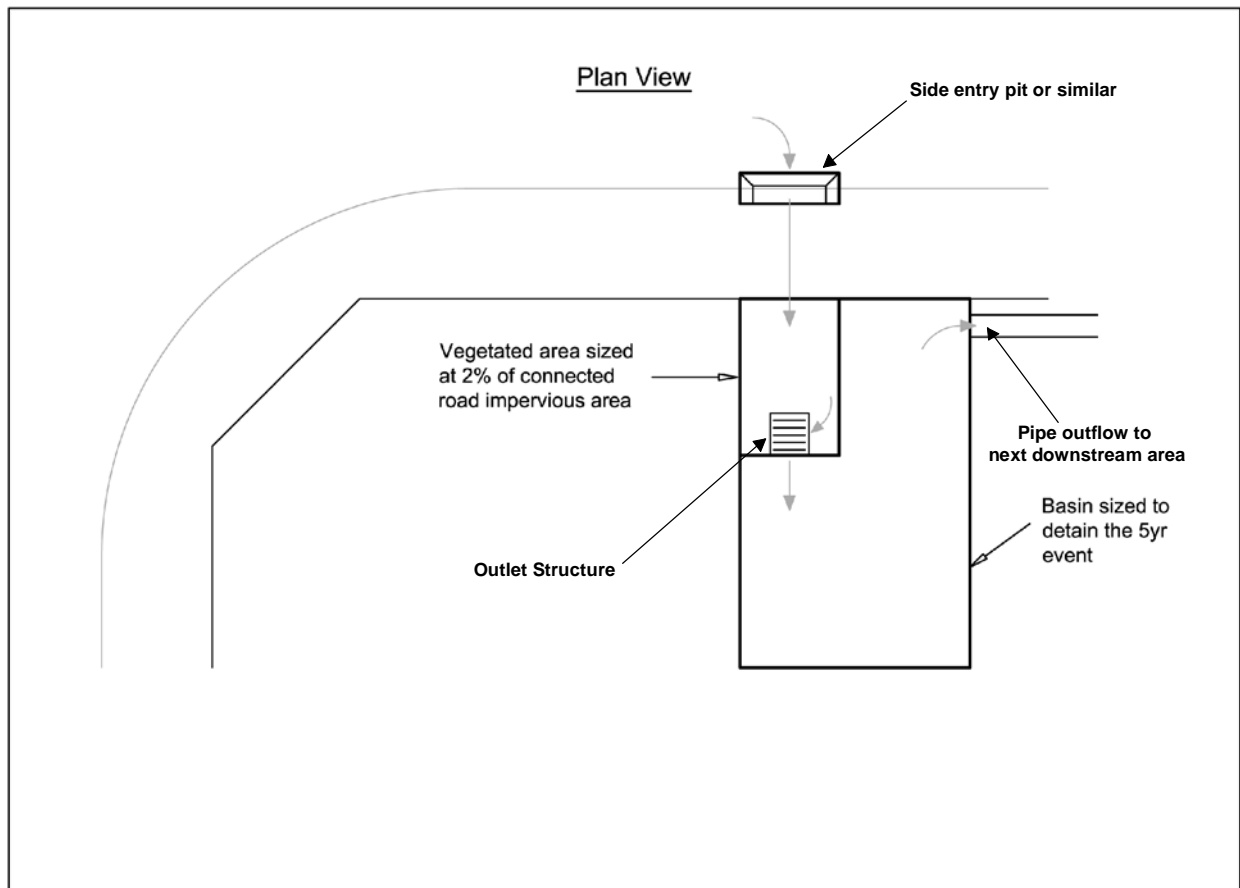 Plan View
Side entry pit or similar
Vegetated area sized
at 2% of connected
road impervious area
Pipe outflow to
next downstream area
Basin sized to
detain the 5yr
event
Outlet Structure